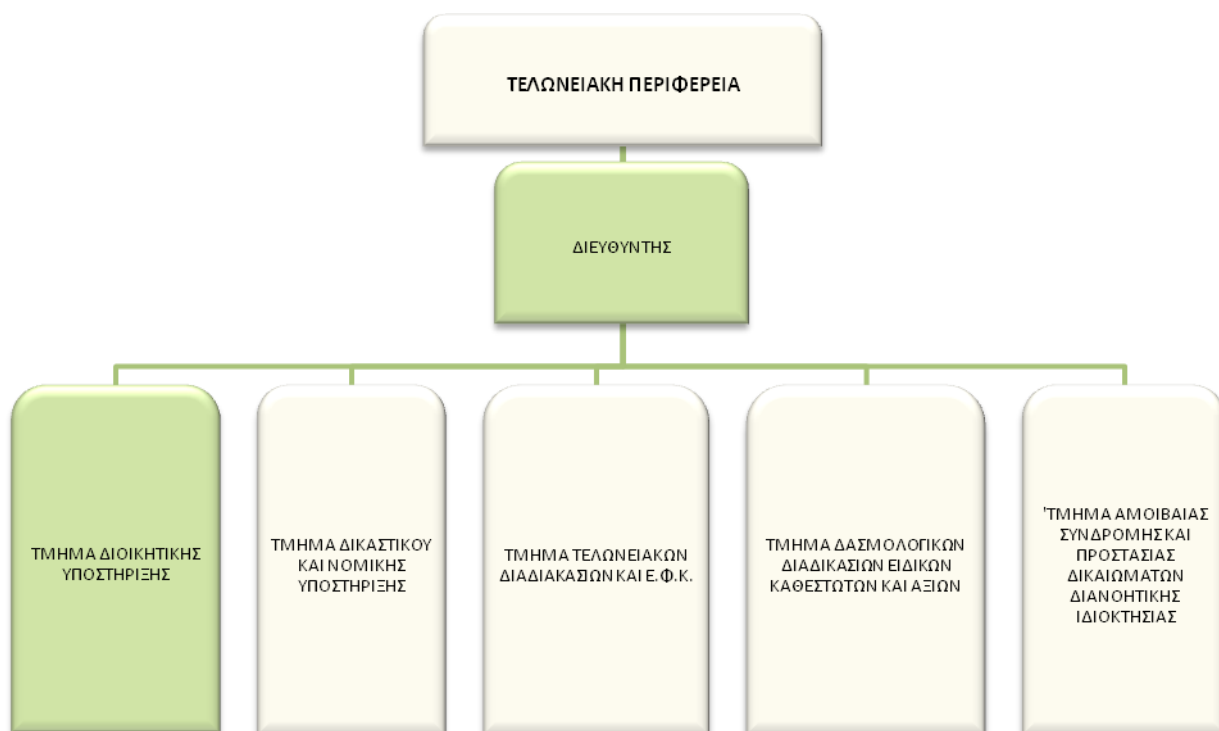 ΤΕΛΩΝΕΙΑΚΗ ΠΕΡΙΦΕΡΕΙΑ
ΔΙΕΥΘΥΝΤΗΣ
ΤΜΗΜΑ ΔΙΟΙΚΗΤΙΚΗΣ
ΥΠΟΣΤΗΡΙΞΗΣ
ΤΜΗΜΑ ΔΙΚΑΣΤΙΚΟΥ
ΚΑΙ ΝΟΜΙΚΗΣ
ΥΠΟΣΤΗΡΙΞΗΣ
ΤΜΗΜΑ ΤΕΛΩΝΕΙΑΚΩΝ
ΔΙΑΔΙΑΚΑΣΙΩΝ ΚΑΙ Ε.Φ.Κ.
ΤΜΗΜΑ ΔΑΣΜΟΛΟΓΙΚΩΝ
ΔΙΑΔΙΚΑΣΙΩΝ ΕΙΔΙΚΩΝ
ΚΑΘΕΣΤΩΤΩΝ ΚΑΙ ΑΞΙΩΝ
'ΤΜΗΜΑ ΑΜΟΙΒΑΙΑΣ
ΣΥΝΔΡΟΜΗΣ ΚΑΙ
ΠΡΟΣΤΑΣΙΑΣ
ΔΙΚΑΙΩΜΑΤΩΝ
ΔΙΑΝΟΗΤΙΚΗΣ
ΙΔΙΟΚΤΗΣΙΑΣ